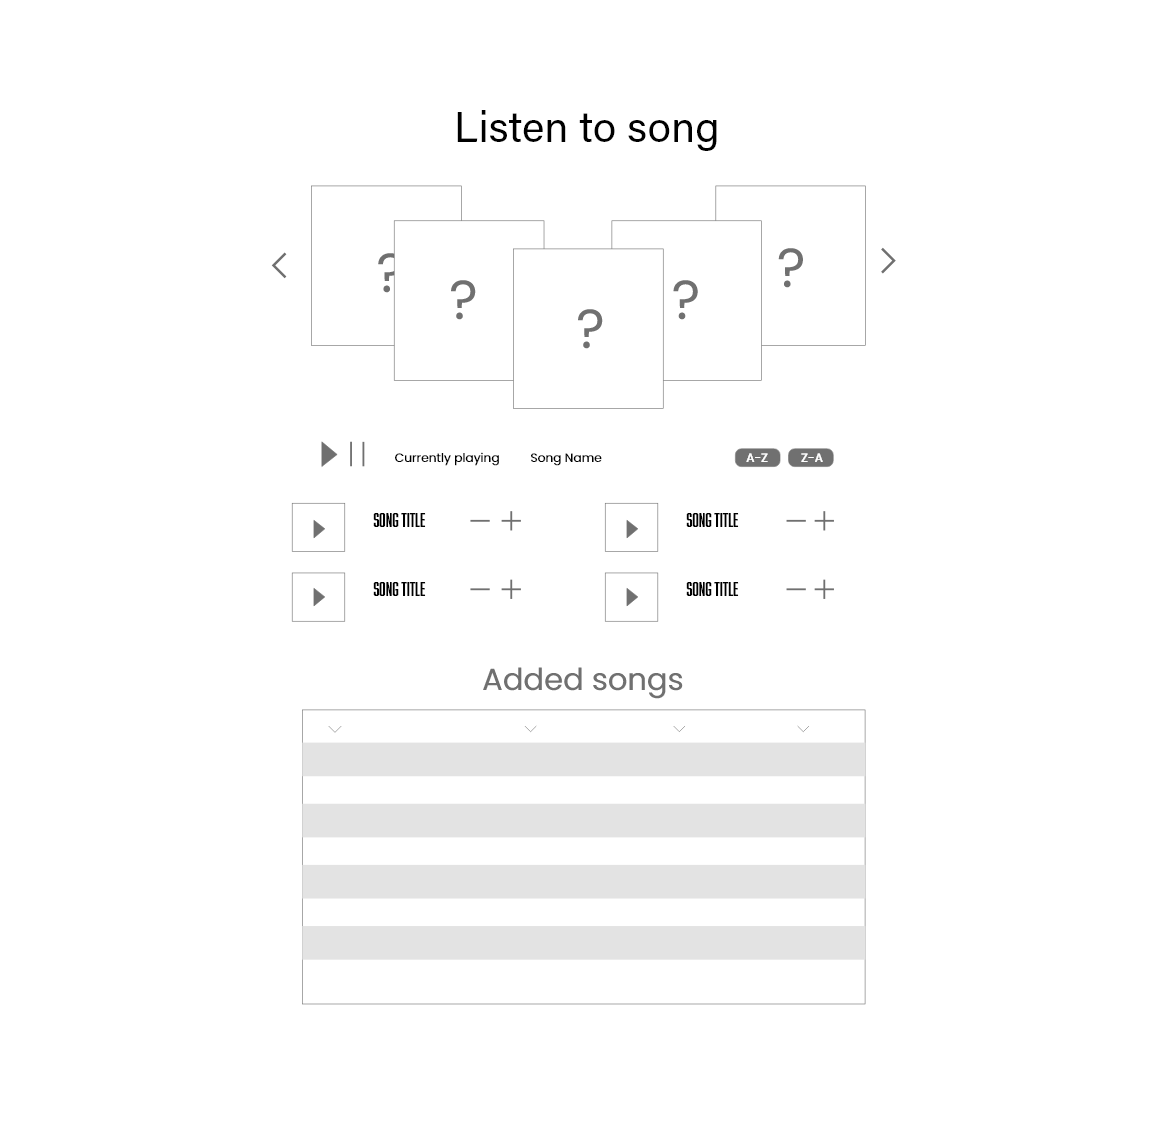 Listen to song
? ? ? ? ?
Currently playing Song Name A-Z Z-A
SONG TITLE SONG TITLE
SONG TITLE SONG TITLE
Added songs